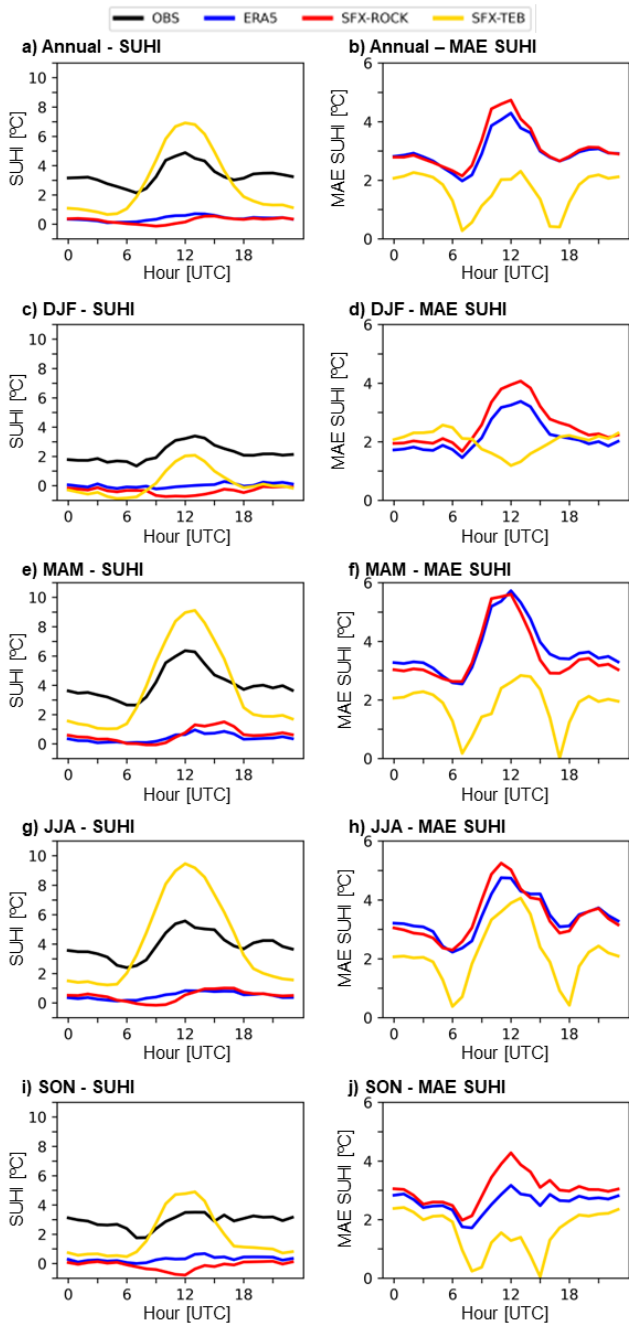 OBS ERA5 SFX-ROCK SFX-TEB
a) Annual - SUHI b) Annual – MAE SUHI
SUHI [ºC]
10
8
6
4
2
0
0 6 12 18
Hour [UTC]
MAE SUHI [ºC]
6
4
2
0
0 6 12 18
Hour [UTC]
c) DJF - SUHI d) DJF - MAE SUHI
SUHI [ºC]
10
8
6
4
2
0
0 6 12 18
Hour [UTC]
MAE SUHI [ºC]
6
4
2
0
0 6 12 18
Hour [UTC]
e) MAM - SUHI f) MAM - MAE SUHI
SUHI [ºC]
10
8
6
4
2
0
0 6 12 18
Hour [UTC]
MAE SUHI [ºC]
6
4
2
0
0 6 12 18
Hour [UTC]
g) JJA - SUHI h) JJA - MAE SUHI
SUHI [ºC]
10
8
6
4
2
0
0 6 12 18
Hour [UTC]
MAE SUHI [ºC]
6
4
2
0
0 6 12 18
Hour [UTC]
i) SON - SUHI j) SON - MAE SUHI
SUHI [ºC]
10
8
6
4
2
0
0 6 12 18
Hour [UTC]
MAE SUHI [ºC]
6
4
2
0
0 6 12 18
Hour [UTC]